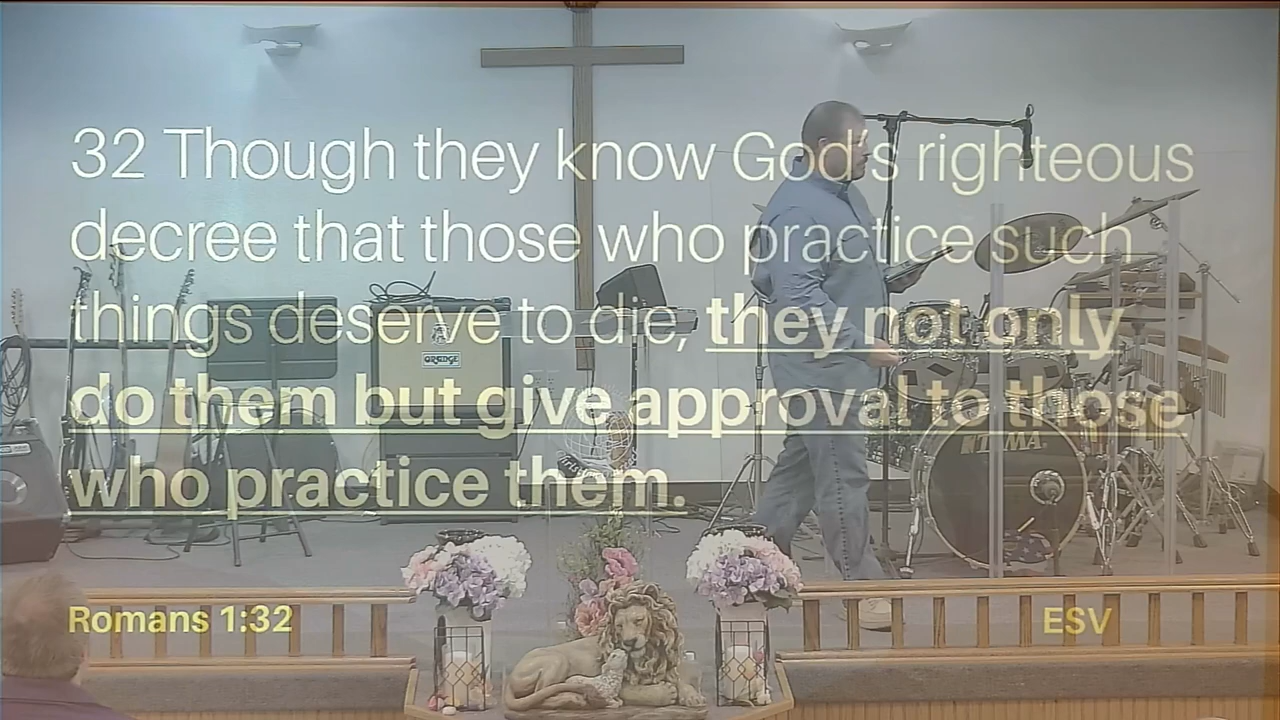 32 Though they know God's righteous
decree that those who practice such
things deserve to die, they not only
do them but give approval to those
who practice them.
Romans 1:32
ESV
ORANGE
TAMA